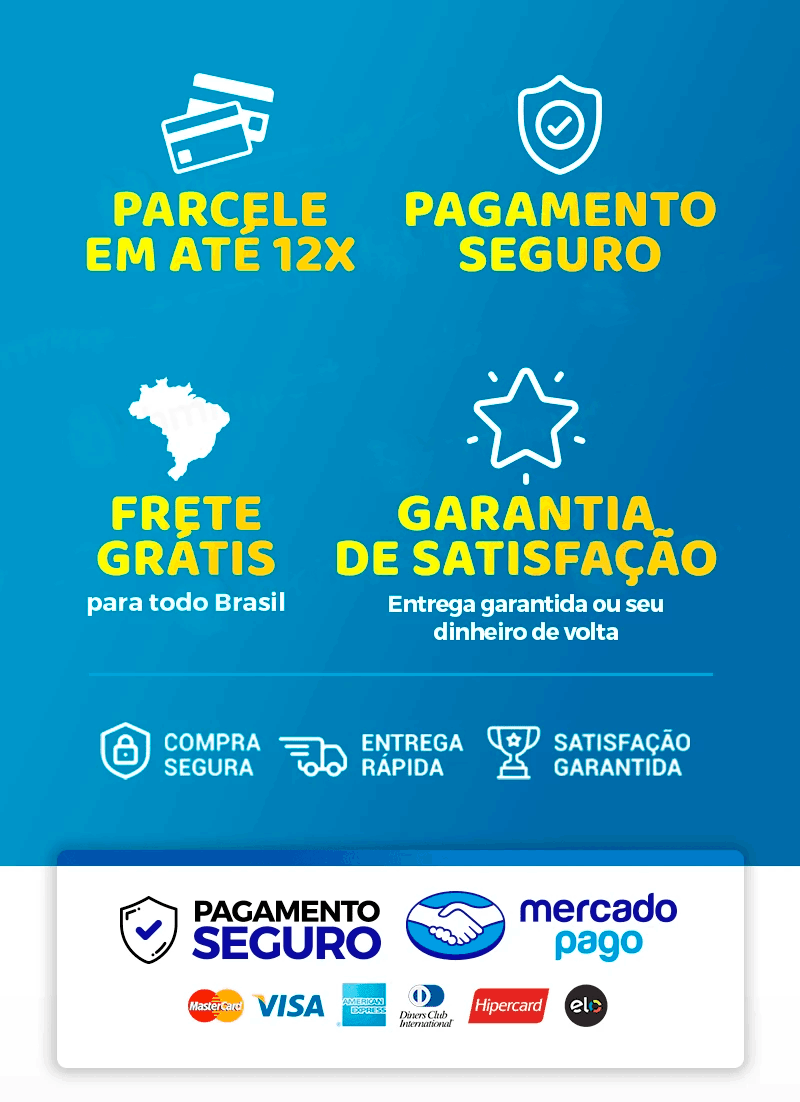 PARCELE
EM ATÉ 12X
PAGAMENTO
SEGURO
FRETE
GRÁTIS
para todo Brasil
GARANTIA
DE SATISFAÇÃO
Entrega garantida ou seu
dinheiro de volta
COMPRA
SEGURA
ENTREGA
RÁPIDA
SATISFAÇÃO
GARANTIDA
PAGAMENTO
SEGURO
mercado
pago
MasterCard
VISA
AMERICAN
EXPRESS
Diners Club
International
Hipercard
elo